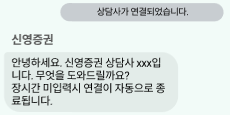 상담사가 연결되었습니다.
신영증권
안녕하세요. 신영증권 상담사 xxx입
니다. 무엇을 도와드릴까요?
장시간 미입력시 연결이 자동으로 종
료됩니다.